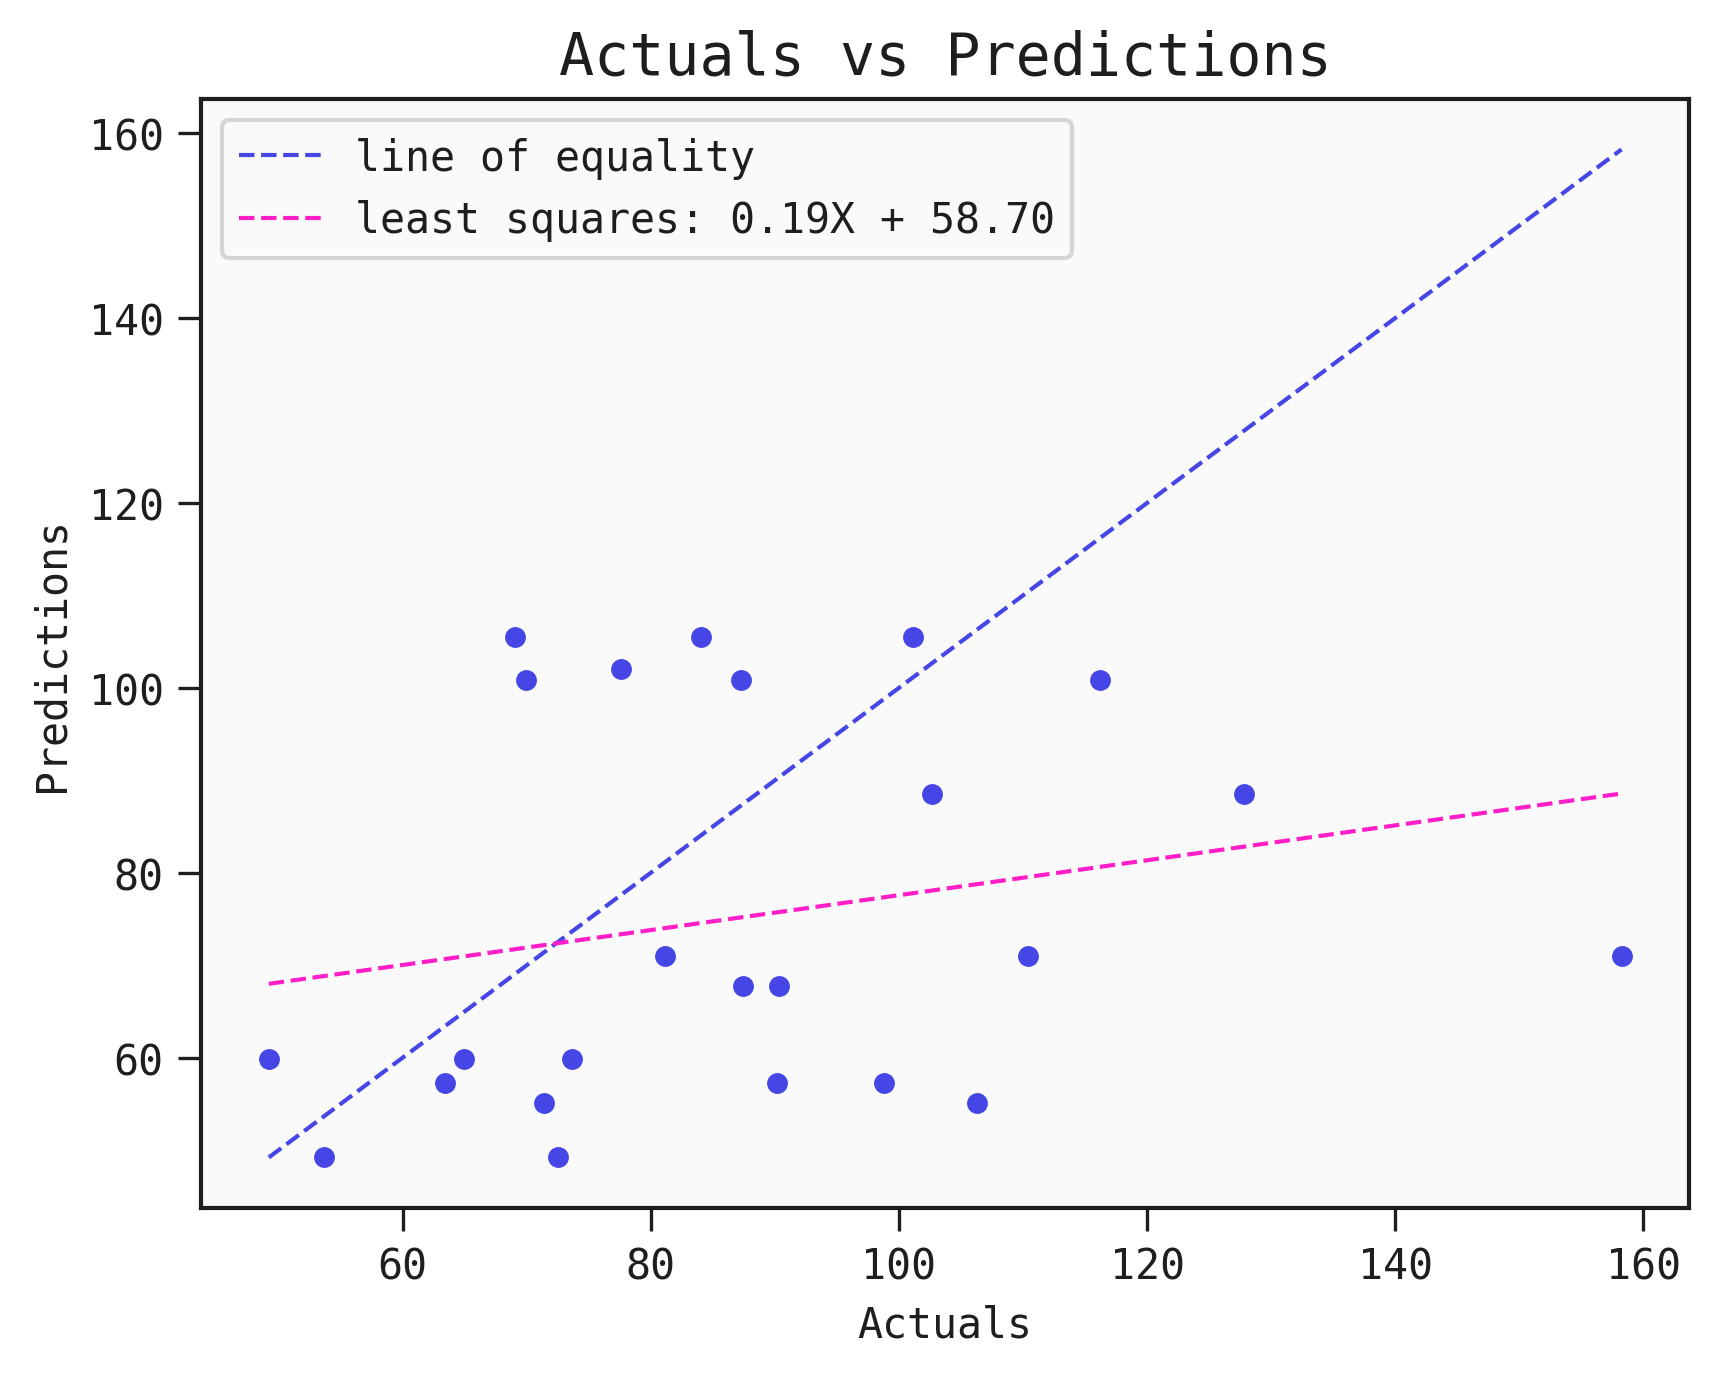 Actuals vs Predictions
line of equality
least squares: 0.19X + 58.70
160
140
120
100
80
60
Predictions
60 80 100 120 140 160
Actuals